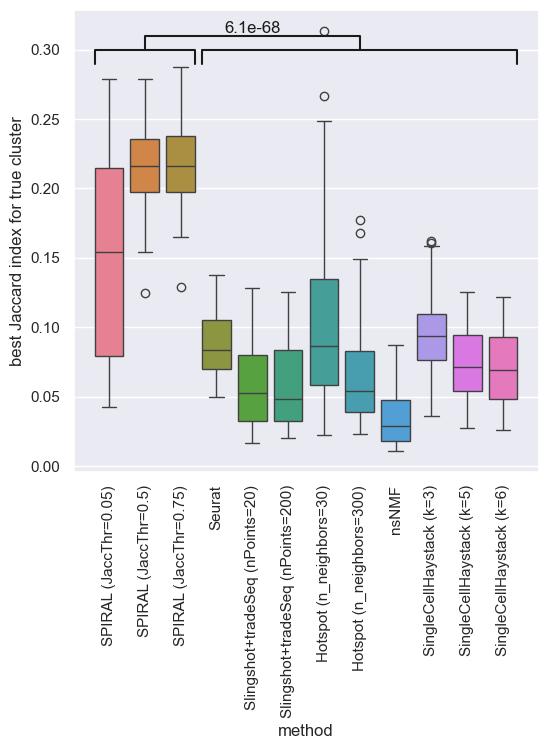 6.1e-68
0.30
0.25
0.20
0.15
0.10
0.05
0.00
best Jaccard index for true cluster
SPIRAL (JaccThr=0.05)
SPIRAL (JaccThr=0.5)
SPIRAL (JaccThr=0.75)
Seurat
Slingshot+tradeSeq (nPoints=20)
Slingshot+tradeSeq (nPoints=200)
Hotspot (n_neighbors=30)
Hotspot (n_neighbors=300)
nsNMF
SingleCellHaystack (k=3)
SingleCellHaystack (k=5)
SingleCellHaystack (k=6)
method